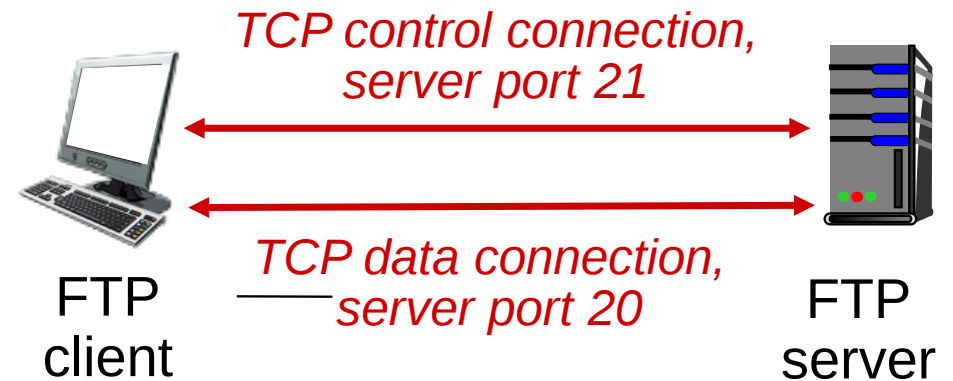 TCP control connection,
server port 21
TCP data connection,
server port 20
FTP
client
FTP
server